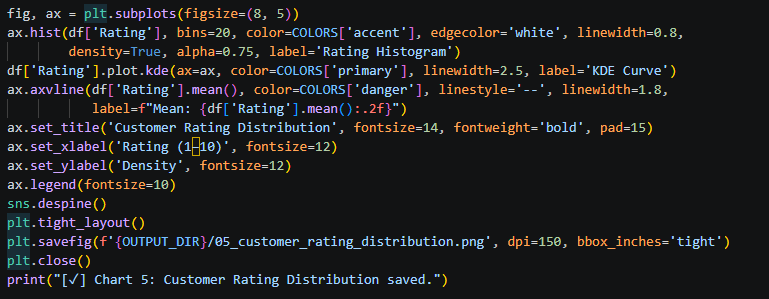 fig, ax = plt.subplots(figsize=(8, 5))
ax.hist(df['Rating'], bins=20, color=COLORS['accent'], edgecolor='white', linewidth=0.8,
        density=True, alpha=0.75, label='Rating Histogram')
df['Rating'].plot.kde(ax=ax, color=COLORS['primary'], linewidth=2.5, label='KDE Curve')
ax.axvline(df['Rating'].mean(), color=COLORS['danger'], linestyle='--', linewidth=1.8,
           label=f"Mean: {df['Rating'].mean():.2f}")
ax.set_title('Customer Rating Distribution', fontsize=14, fontweight='bold', pad=15)
ax.set_xlabel('Rating (1–10)', fontsize=12)
ax.set_ylabel('Density', fontsize=12)
ax.legend(fontsize=10)
sns.despine()
plt.tight_layout()
plt.savefig(f'{OUTPUT_DIR}/05_customer_rating_distribution.png', dpi=150, bbox_inches='tight')
plt.close()
print("[✓] Chart 5: Customer Rating Distribution saved.")